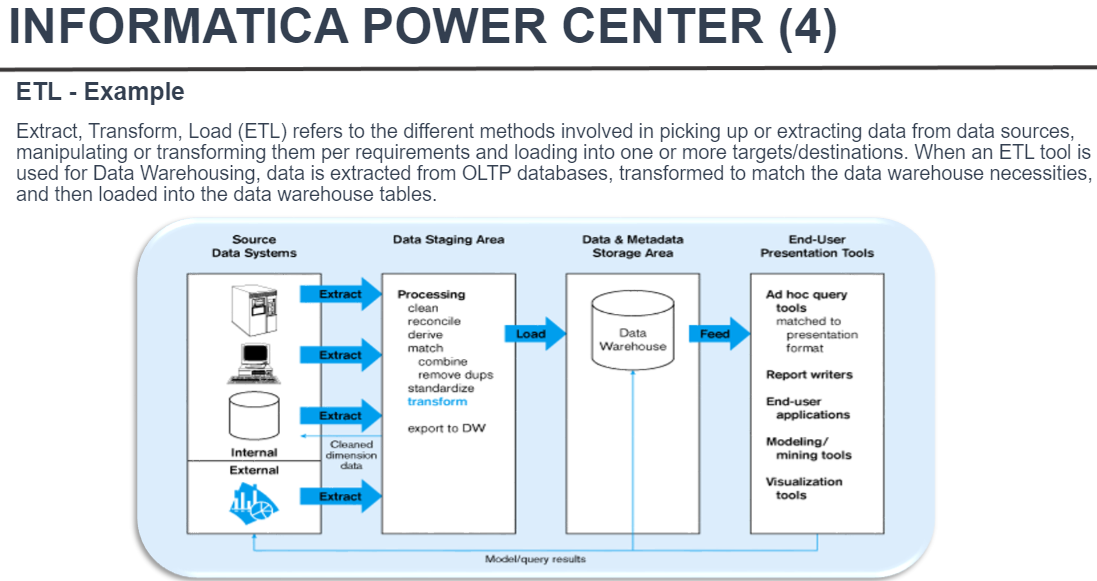 INFORMATICA POWER CENTER (4)
ETL - Example
Extract, Transform, Load (ETL) refers to the different methods involved in picking up or extracting data from data sources,
manipulating or transforming them per requirements and loading into one or more targets/destinations. When an ETL tool is
used for Data Warehousing, data is extracted from OLTP databases, transformed to match the data warehouse necessities,
and then loaded into the data warehouse tables.
Source
Data Systems
Extract
Extract
Extract
Internal
External
Extract
Cleaned
dimension
data
Data Staging Area
Processing
clean
reconcile
derive
match
combine
remove dups
standardize
transform
export to DW
Load
Data & Metadata
Storage Area
Data
Warehouse
Feed
End-User
Presentation Tools
Ad hoc query
tools
matched to
presentation
format
Report writers
End-user
applications
Modeling/
mining tools
Visualization
tools
Model/query results